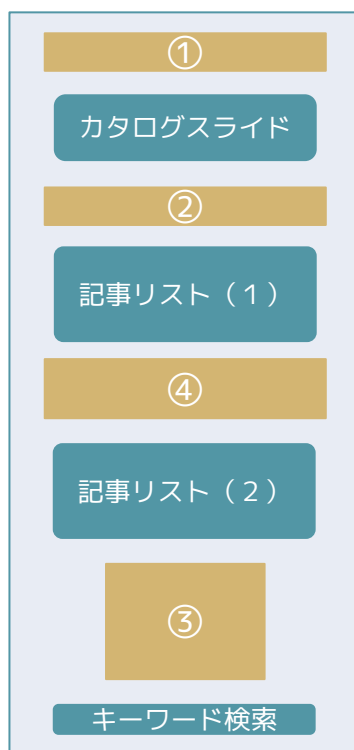 ①
カタログスライド
②
記事リスト（１）
④
記事リスト（２）
③
キーワード検索